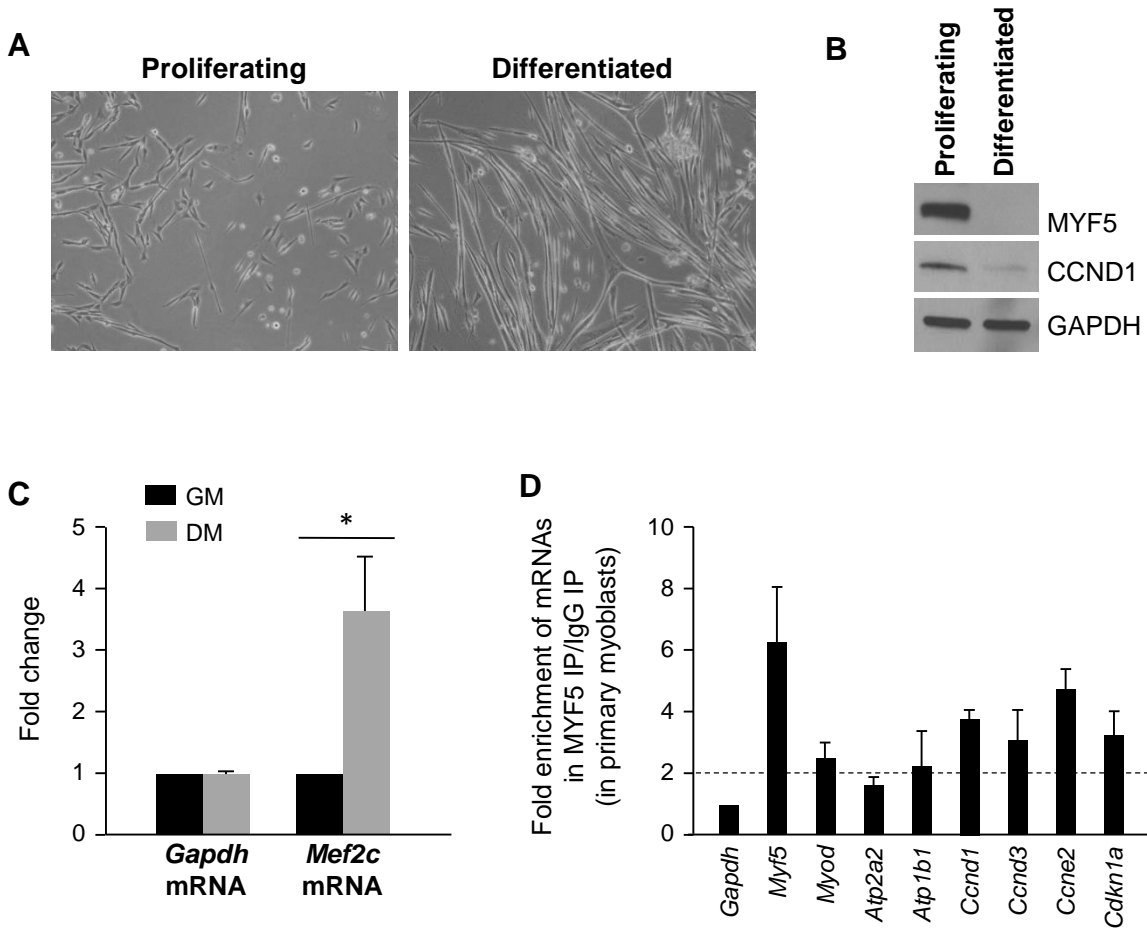 A
Proliferating
Differentiated
B
Proliferating
Differentiated
MYF5
CCND1
GAPDH
C
GM
DM
*
Fold change
5
4
3
2
1
0
Gapdh
mRNA
Mef2c
mRNA
D
Fold enrichment of mRNAs
in MYF5 IP/IgG IP
(in primary myoblasts)
10
8
6
4
2
0
Gapdh
Myf5
Myod
Atp2a2
Atp1b1
Ccnd1
Ccnd3
Ccne2
Cdkn1a